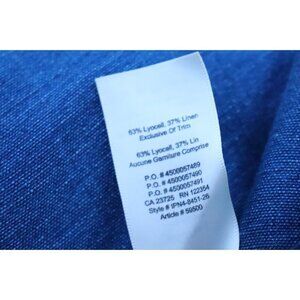 63% Lyocell, 37% Linen
Exclusive Of Trim
63% Lyocell, 37% Lin
Aucune Garniture Comprise
P.O. # 4500057489
P.O. # 4500057490
P.O. # 4500057491
CA 23725 RN 122354
Style # IPN4-8451-26
Article # 59500